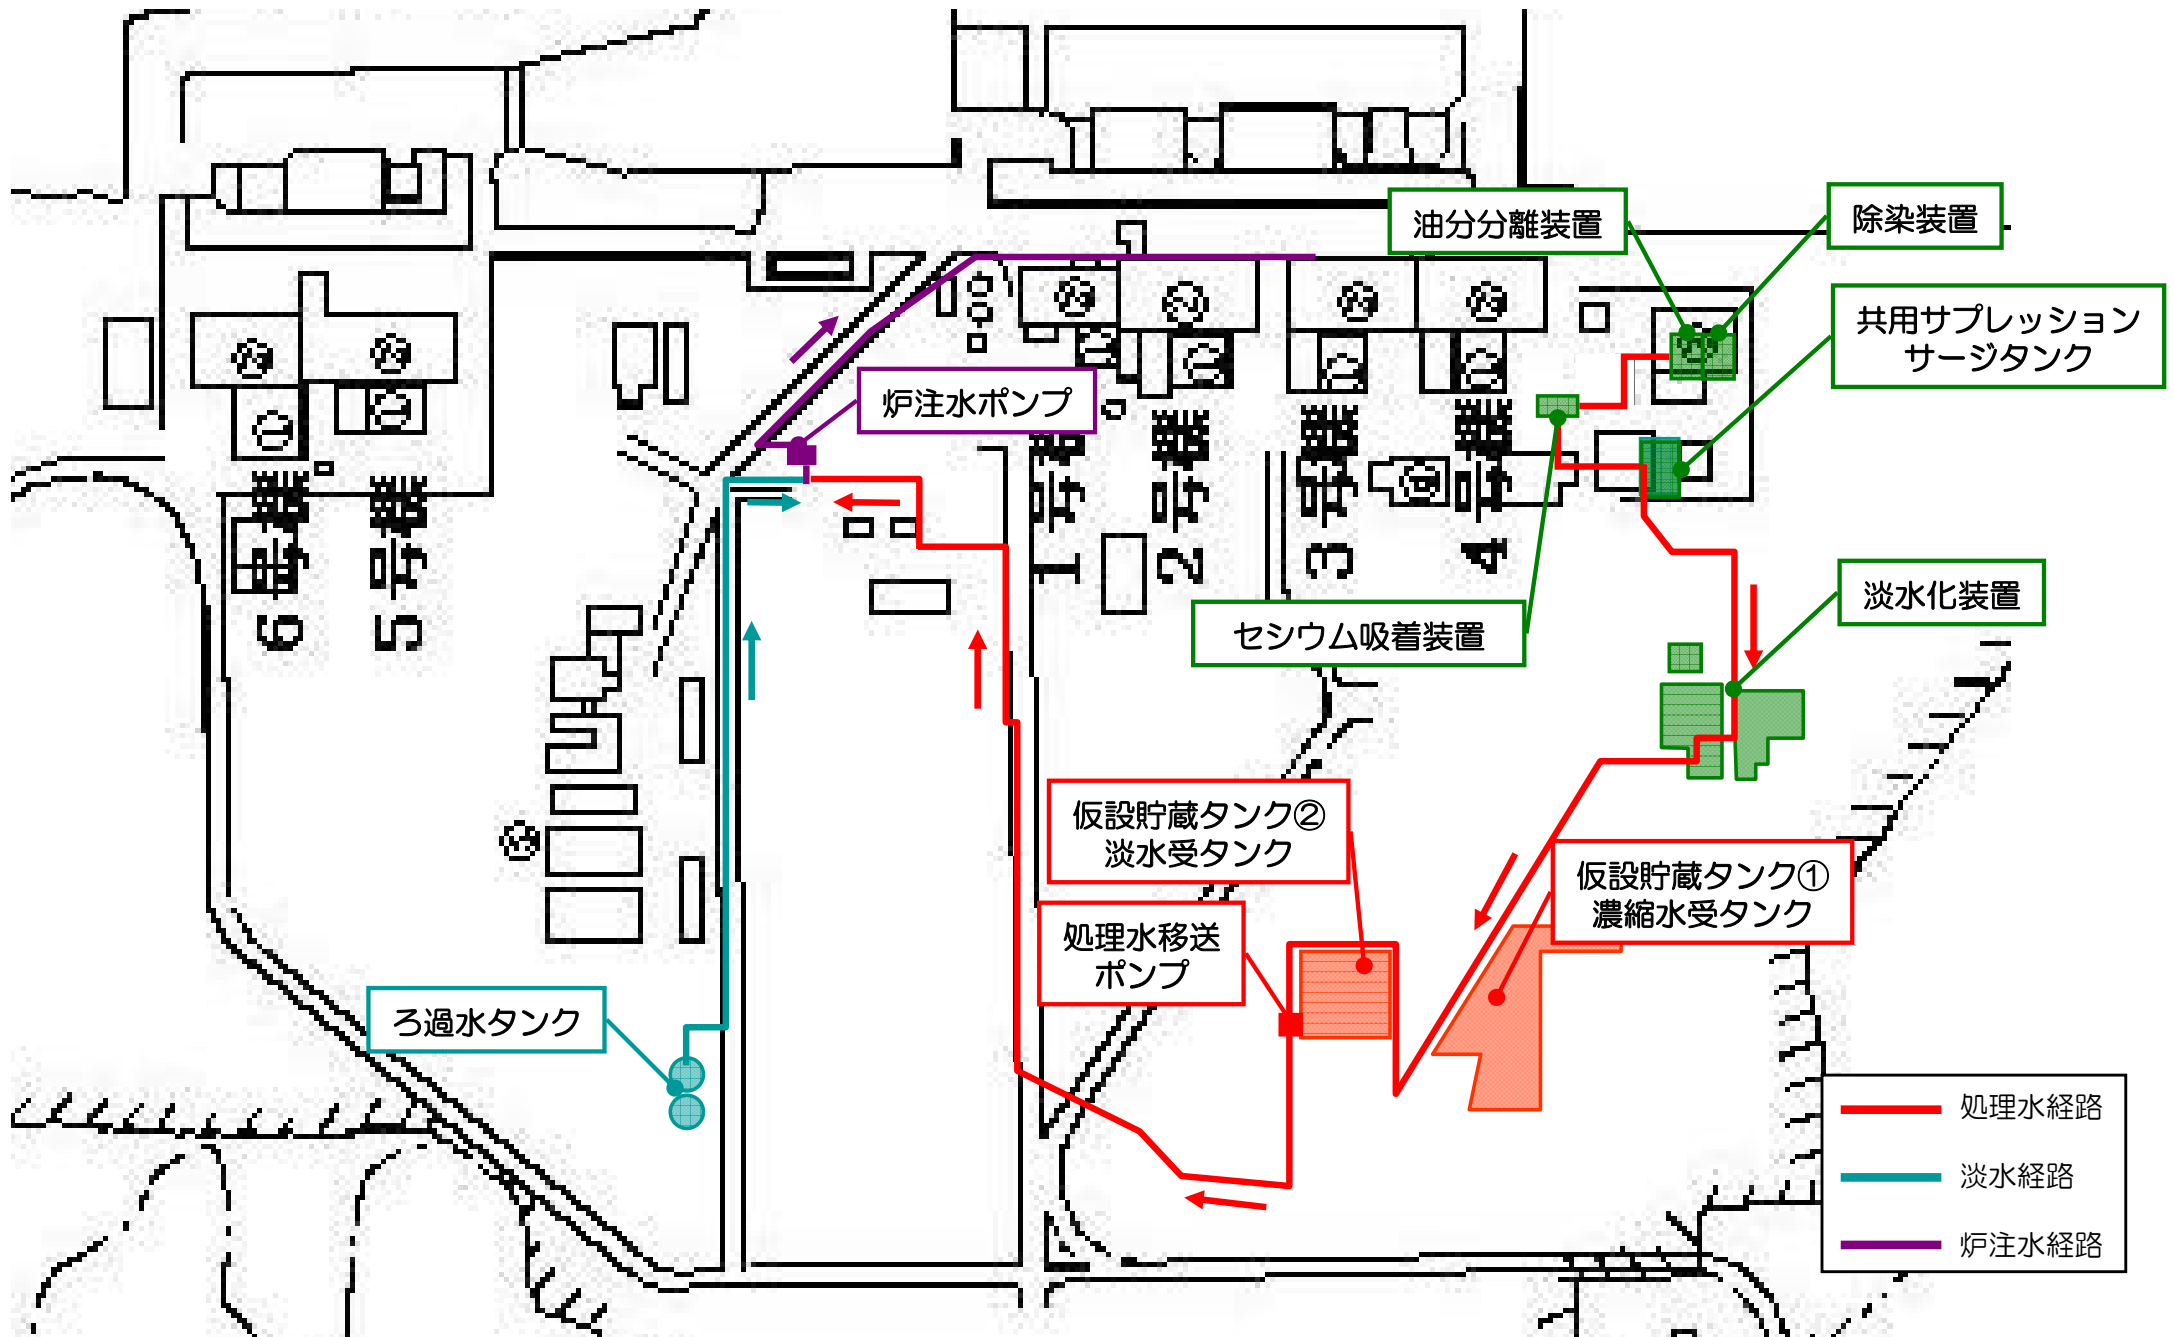 油分分離装置
除染装置
共用サプレッション
サージタンク
炉注水ポンプ
6号機
5号機
1号機
2号機
3号機
4号機
淡水化装置
セシウム吸着装置
仮設貯蔵タンク②
淡水受タンク
仮設貯蔵タンク①
濃縮水受タンク
処理水移送
ポンプ
ろ過水タンク
処理水経路
淡水経路
炉注水経路